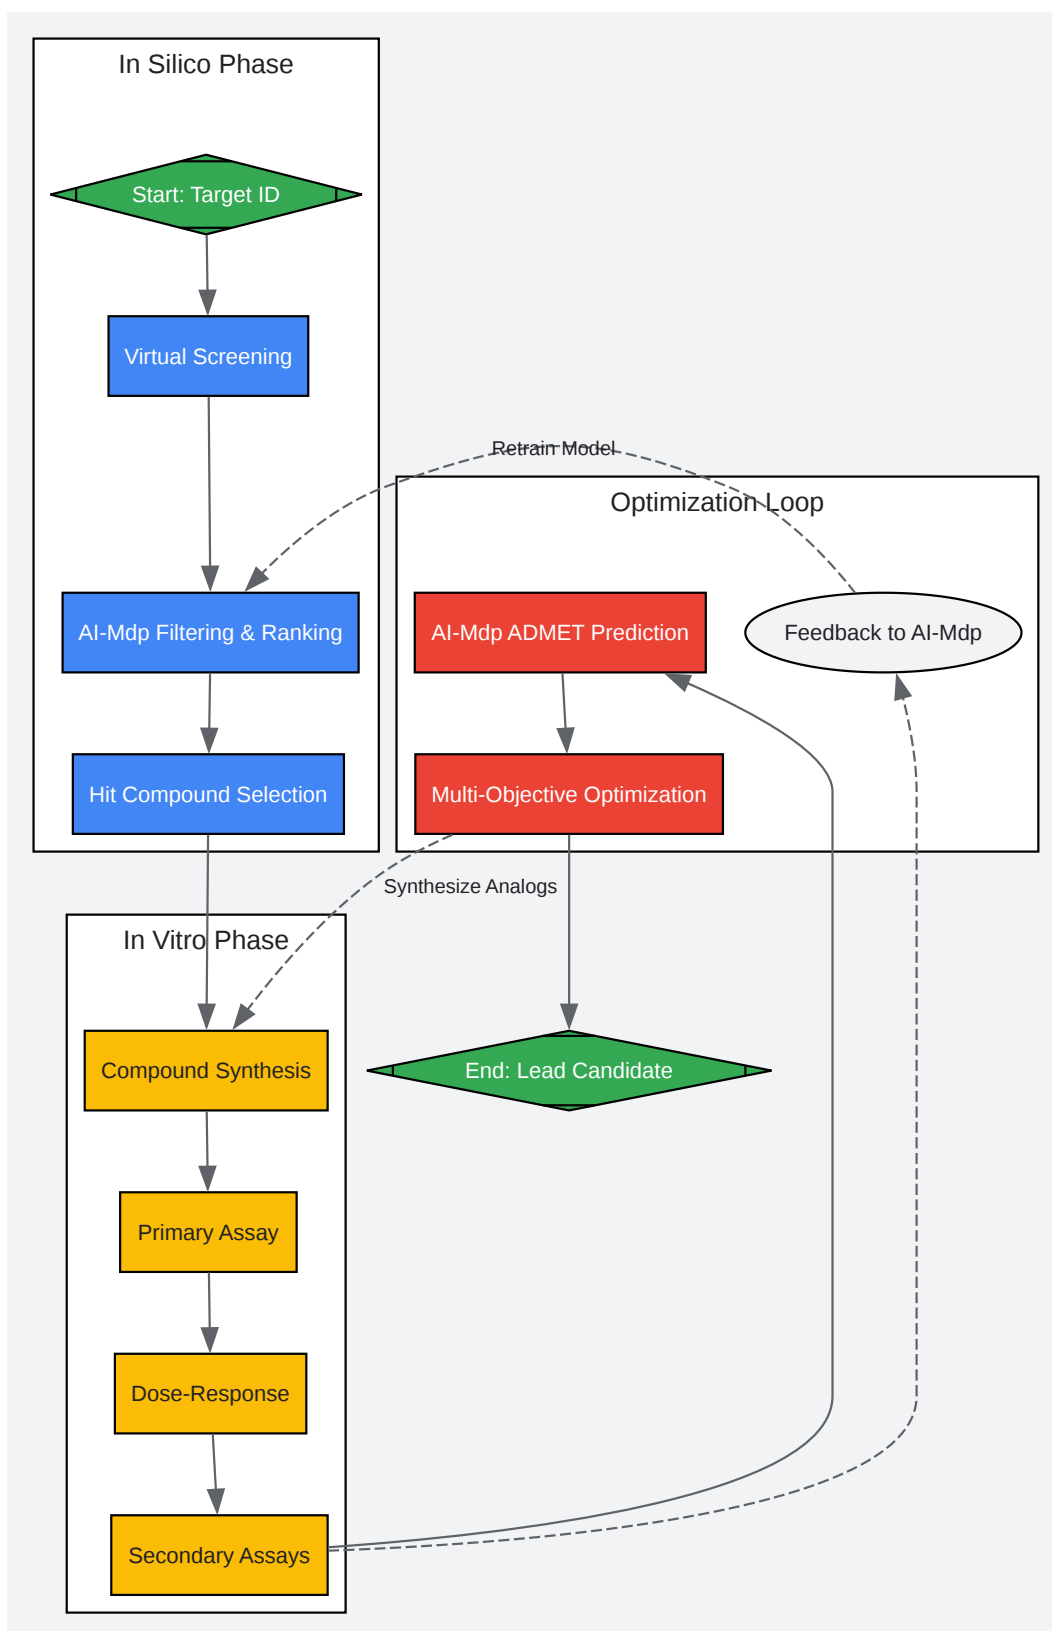 In Silico Phase
Start: Target ID
Virtual Screening
Retrain Model
Optimization Loop
AI-Mdp Filtering & Ranking
AI-Mdp ADMET Prediction
Feedback to AI-Mdp
Hit Compound Selection
Multi-Objective Optimization
Synthesize Analogs
In Vitro Phase
Compound Synthesis
End: Lead Candidate
Primary Assay
Dose-Response
Secondary Assays